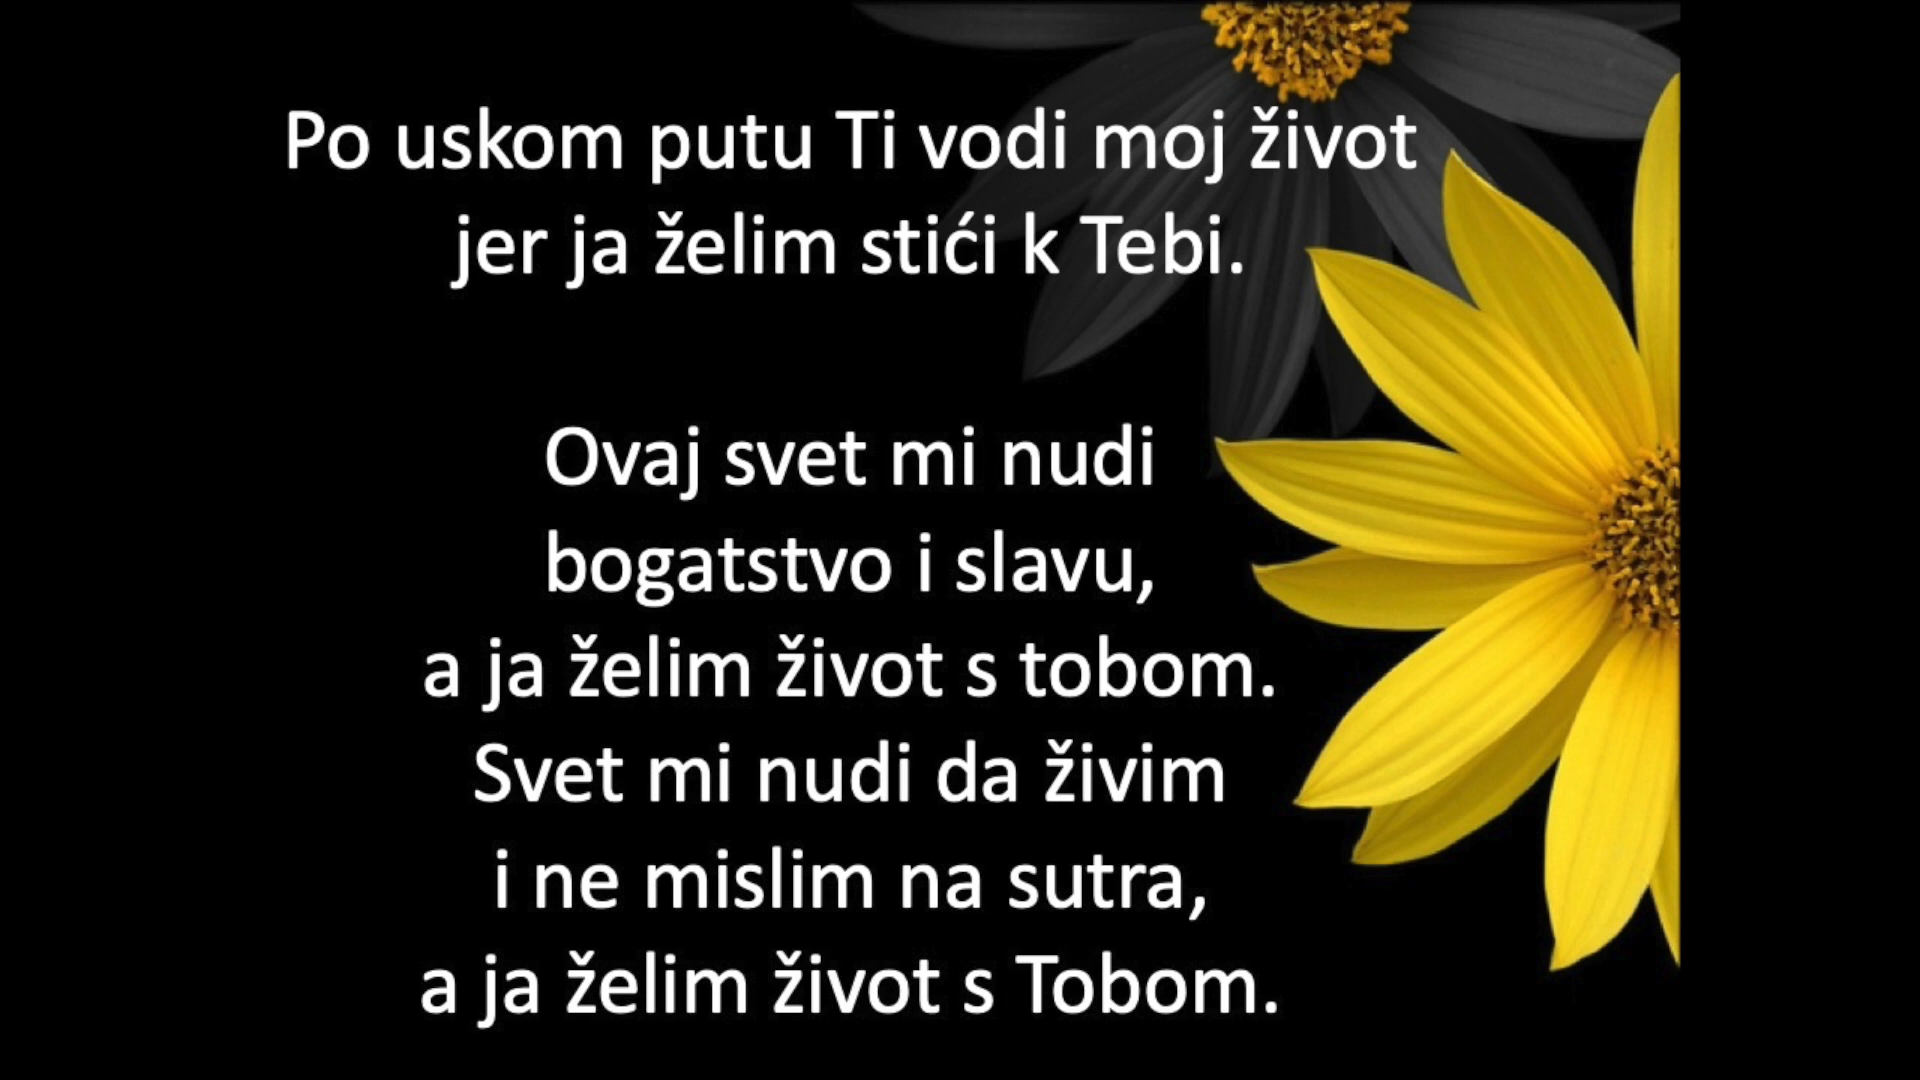 Po uskom putu Ti vodi moj život
jer ja želim stići k Tebi.
Ovaj svet mi nudi
bogatstvo i slavu,
a ja želim život s tobom.
Svet mi nudi da živim
i ne mislim na sutra,
a ja želim život s Tobom.